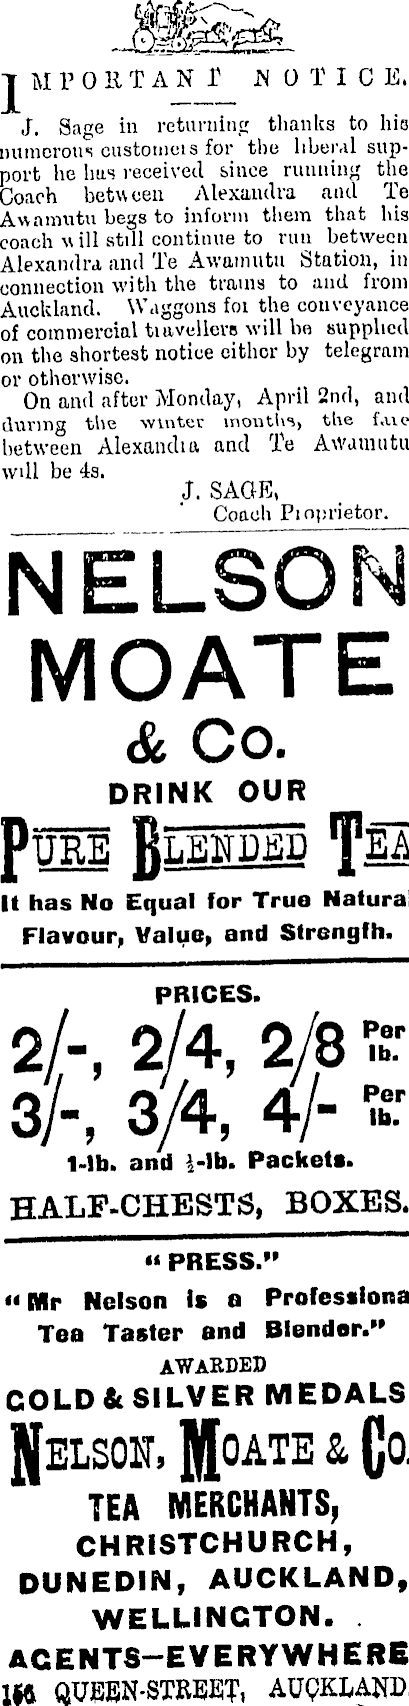 IMPORTANT NOTICE.
J. Sage in returning thanks to his
numerous customers for the liberal sup-
port he has received since running the
Coach between Alexandra and Te
Awamutu begs to inform them that his
coach will still continue to run between
Alexandra and Te Awamutu Station, in
connection with the trains to and from
Auckland. Waggons for the conveyance
of commercial travellers will be supplied
on the shortest notice either by telegram
or otherwise.
On and after Monday, April 2nd, and
during the winter months, the fare
between Alexandra and Te Awamutu
will be 4s.
J. SAGE,
Coach Proprietor.
NELSON
MOATE
& Co.
DRINK OUR
PURE BLENDED TEA
It has No Equal for True Natural
Flavour, Value, and Strength.
PRICES.
2/-, 2/4, 2/8 Per lb.
3/-, 3/4, 4/- Per lb.
1-lb. and ½-lb. Packets.
HALF-CHESTS, BOXES.
"PRESS."
"Mr Nelson is a Professiona
Tea Taster and Blender."
AWARDED
GOLD & SILVER MEDALS
NELSON, MOATE & CO.
TEA MERCHANTS,
CHRISTCHURCH,
DUNEDIN, AUCKLAND,
WELLINGTON.
AGENTS—EVERYWHERE
QUEEN-STREET, AUCKLAND